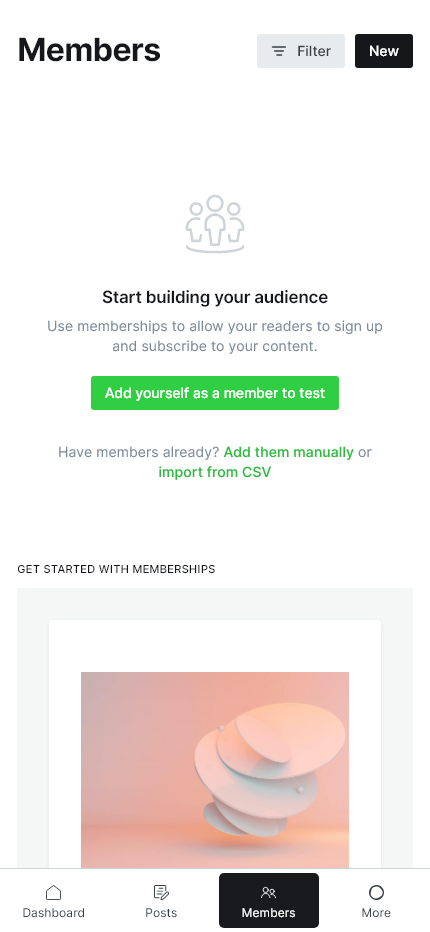 Members
Filter
New
Start building your audience
Use memberships to allow your readers to sign up
and subscribe to your content.
Add yourself as a member to test
Have members already? Add them manually or
import from CSV
GET STARTED WITH MEMBERSHIPS
Dashboard
Posts
Members
More